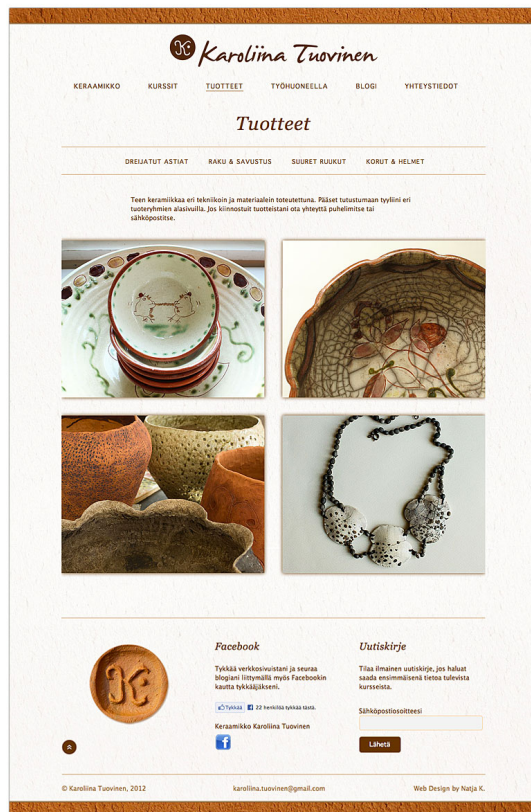 K Karoliina Tuovinen
KERAMIIKKO KURSSIT TUOTTEET TYÖHUONEELLA BLOGI YHTEYSTIEDOT
Tuotteet
DREIJATUT ASTIAT RAKU & SAVUSTUS SUURET RUUKUT KORUT & HELMET
Teen keramiikkaa eri tekniikoin ja materiaalein toteutettuna. Pääset tutustumaan tyyliini eri
tuoteryhmien alasivuilla. Jos kiinnostuit tuotteistani ota yhteyttä puhelimitse tai
sähköpostitse.
K
Facebook
Tykkää verkkosivuistani ja seuraa
blogiani liittymällä myös Facebookin
kautta tykkääjäkseni.
Tykkää 22 henkilöä tykkää tästä.
Keraamikko Karoliina Tuovinen
f
Uutiskirje
Tilaa ilmainen uutiskirje, jos haluat
saada ensimmäisenä tietoa tulevista
kursseista.
Sähköpostiosoitteesi
Lähetä
© Karoliina Tuovinen, 2012 karoliina.tuovinen@gmail.com Web Design by Natja K.